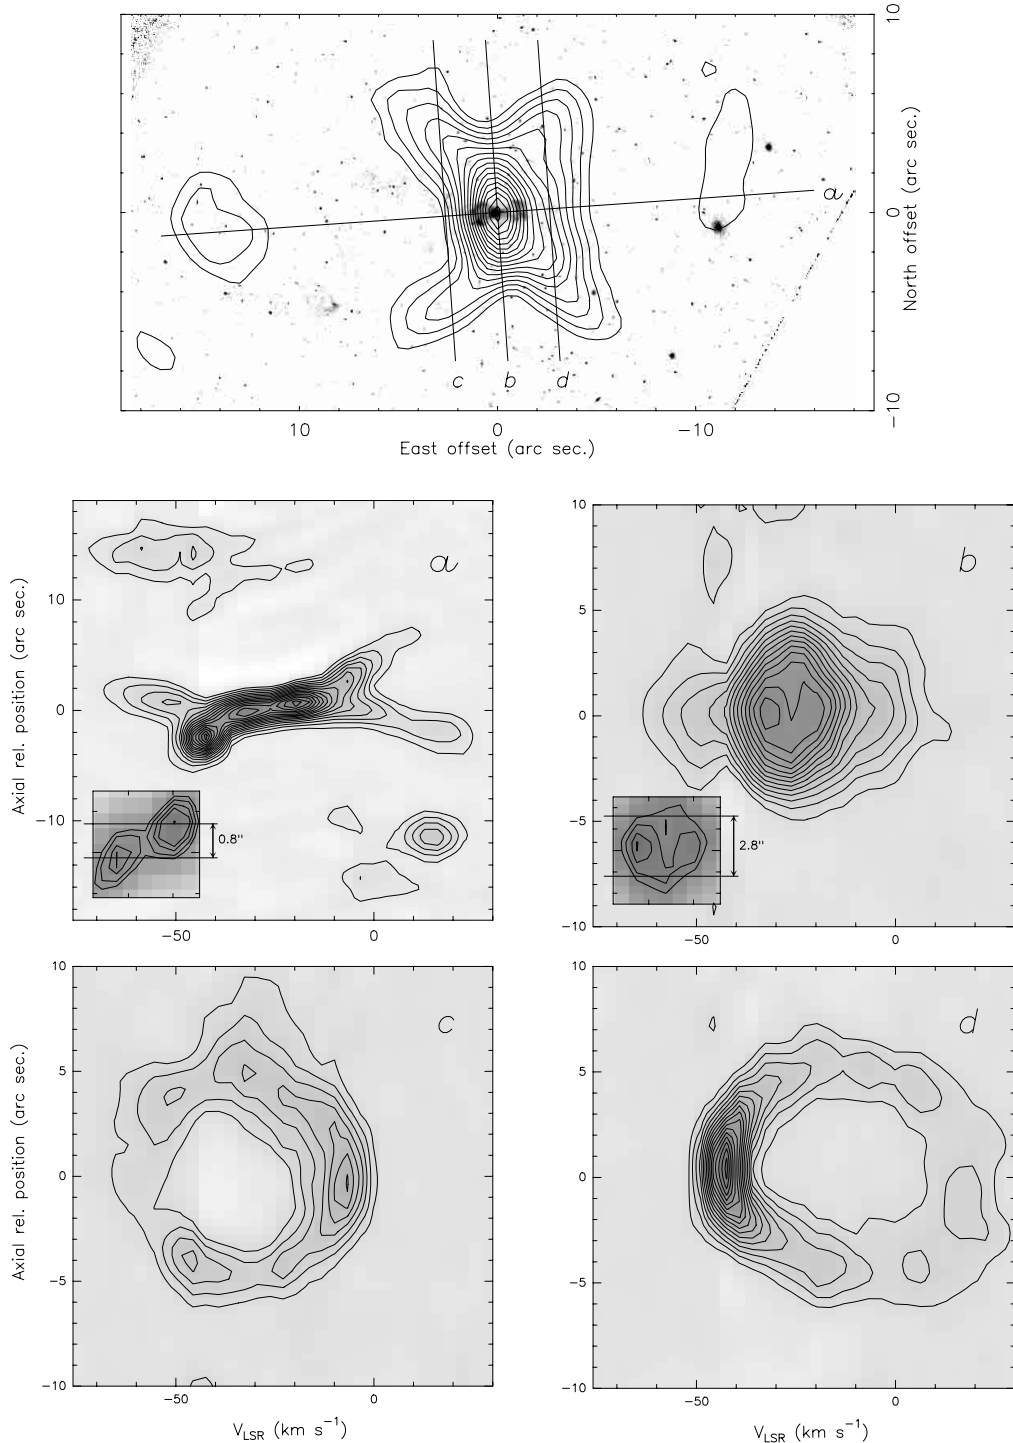 10
0
−10
North offset (arc sec.)
a
c
b
d
10
0
−10
East offset (arc sec.)
Axial rel. position (arc sec.)
10
0
−10
a
0.8"
−50
0
10
5
0
−5
−10
b
2.8"
−50
0
Axial rel. position (arc sec.)
10
5
0
−5
−10
c
−50
0
V_LSR (km s⁻¹)
10
5
0
−5
−10
d
−50
0
V_LSR (km s⁻¹)